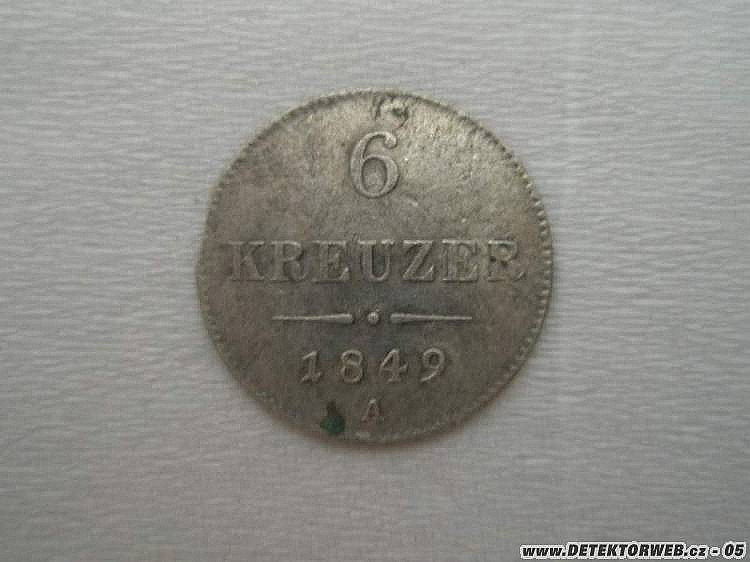 6
KREUZER
1849
A
www.DETEKTORWEB.cz - 05